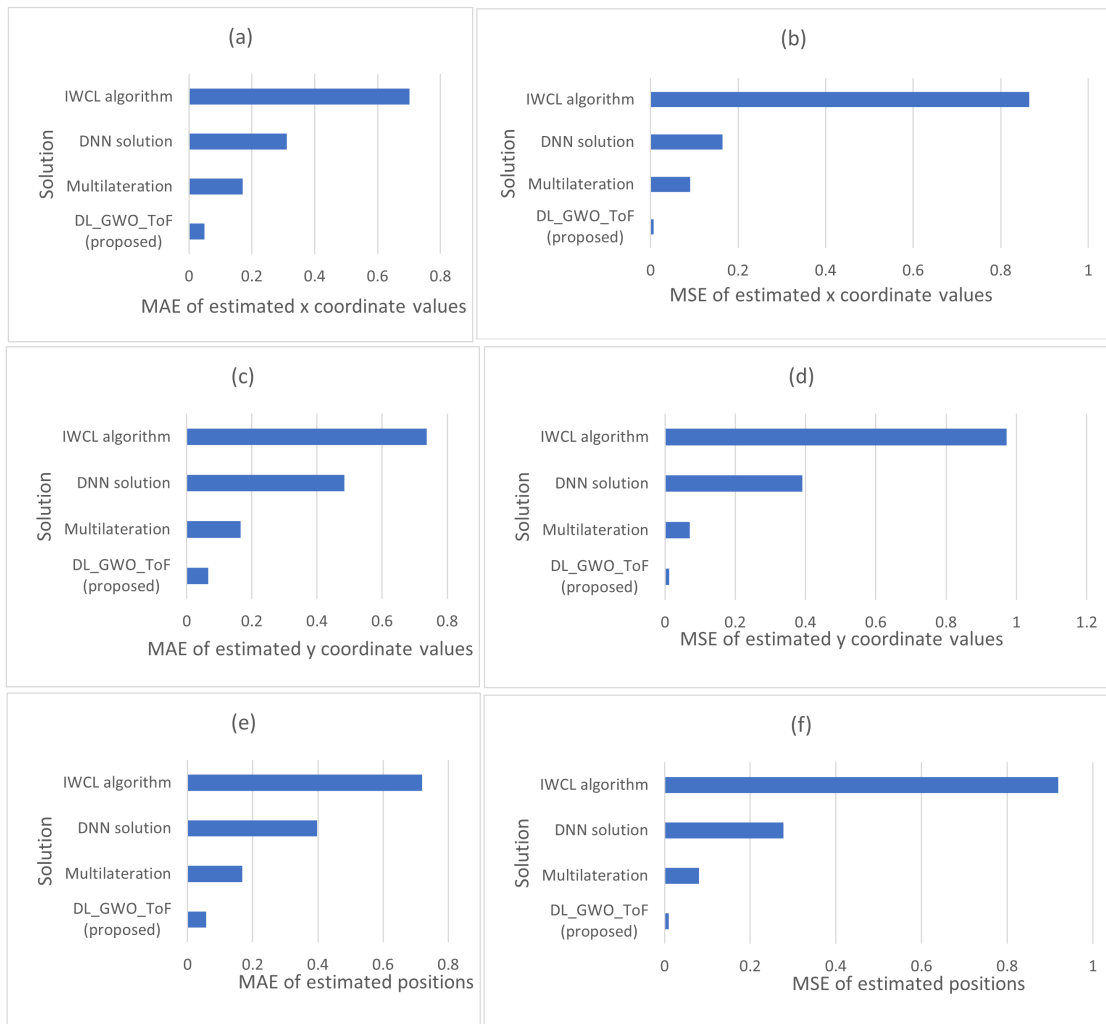 (a)
Solution
IWCL algorithm
DNN solution
Multilateration
DL_GWO_ToF
(proposed)
0 0.2 0.4 0.6 0.8
MAE of estimated x coordinate values
(b)
Solution
IWCL algorithm
DNN solution
Multilateration
DL_GWO_ToF
(proposed)
0 0.2 0.4 0.6 0.8 1
MSE of estimated x coordinate values
(c)
Solution
IWCL algorithm
DNN solution
Multilateration
DL_GWO_ToF
(proposed)
0 0.2 0.4 0.6 0.8
MAE of estimated y coordinate values
(d)
Solution
IWCL algorithm
DNN solution
Multilateration
DL_GWO_ToF
(proposed)
0 0.2 0.4 0.6 0.8 1 1.2
MSE of estimated y coordinate values
(e)
Solution
IWCL algorithm
DNN solution
Multilateration
DL_GWO_ToF
(proposed)
0 0.2 0.4 0.6 0.8
MAE of estimated positions
(f)
Solution
IWCL algorithm
DNN solution
Multilateration
DL_GWO_ToF
(proposed)
0 0.2 0.4 0.6 0.8 1
MSE of estimated positions